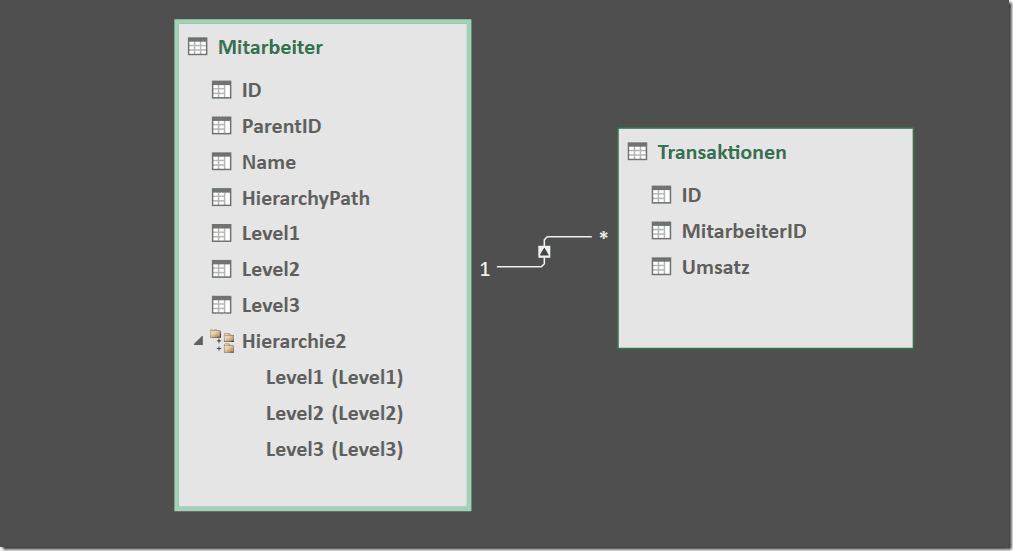 Mitarbeiter
ID
ParentID
Name
HierarchyPath
Level1
Level2
Level3
Hierarchie2
Level1 (Level1)
Level2 (Level2)
Level3 (Level3)
1
*
Transaktionen
ID
MitarbeiterID
Umsatz